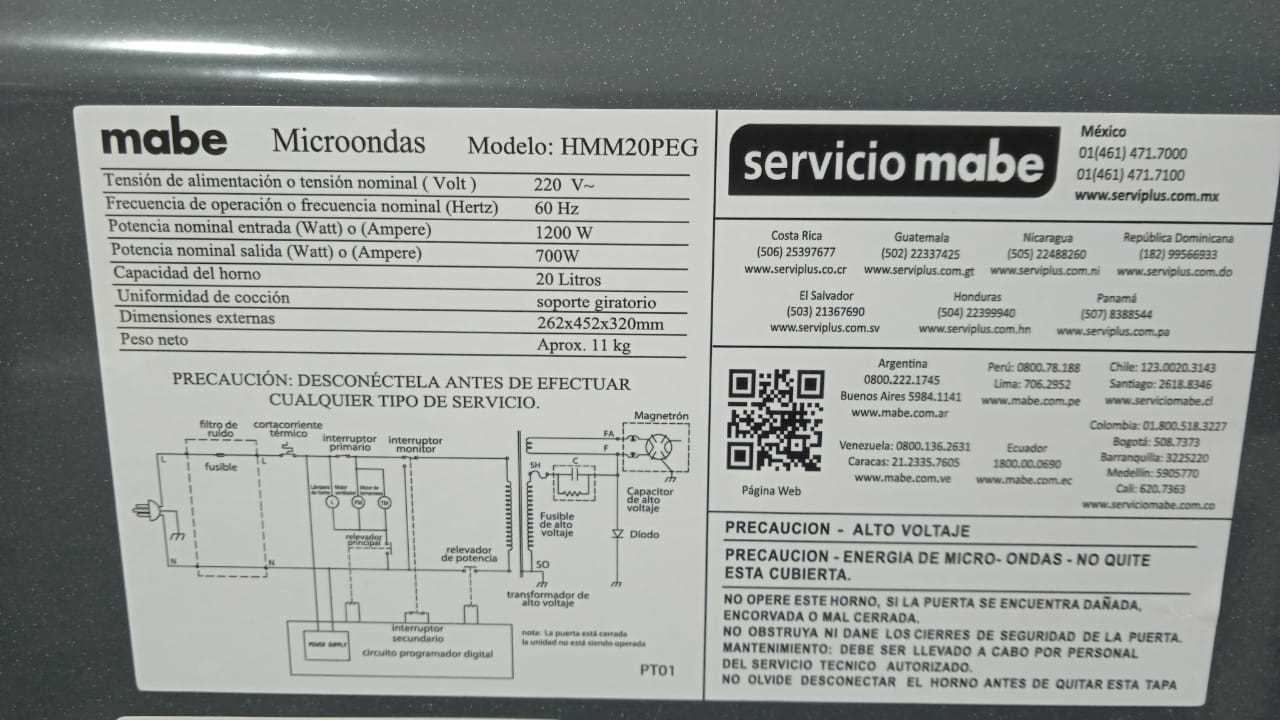 mabe Microondas Modelo: HMM20PEG
Tensión de alimentación o tensión nominal ( Volt ) 220 V~
Frecuencia de operación o frecuencia nominal (Hertz) 60 Hz
Potencia nominal entrada (Watt) o (Ampere) 1200 W
Potencia nominal salida (Watt) o (Ampere) 700W
Capacidad del horno 20 Litros
Uniformidad de cocción soporte giratorio
Dimensiones externas 262x452x320mm
Peso neto Aprox. 11 kg
PRECAUCIÓN: DESCONÉCTELA ANTES DE EFECTUAR
CUALQUIER TIPO DE SERVICIO.
filtro de
ruido
cortacorriente
térmico
interruptor
primario
interruptor
monitor
Magnetrón
fusible
L
L
N
N
L
FM
TM
FA
F
SH
C
Capacitor
de alto
voltaje
Fusible
de alto
voltaje
Díodo
relevador
principal
relevador
de potencia
SO
transformador de
alto voltaje
interruptor
secundario
POWER SUPPLY
circuito programador digital
nota: La puerta está cerrada
la unidad no está siendo operada
PT01
servicio mabe
México
01(461) 471.7000
01(461) 471.7100
www.serviplus.com.mx
Costa Rica
(506) 25397677
www.serviplus.co.cr
Guatemala
(502) 22337425
www.serviplus.com.gt
Nicaragua
(505) 22488260
www.serviplus.com.ni
República Dominicana
(182) 99566933
www.serviplus.com.do
El Salvador
(503) 21367690
www.serviplus.com.sv
Honduras
(504) 22399940
www.serviplus.com.hn
Panamá
(507) 8388544
www.serviplus.com.pa
Página Web
Argentina
0800.222.1745
Buenos Aires 5984.1141
www.mabe.com.ar
Perú: 0800.78.188
Lima: 706.2952
www.mabe.com.pe
Chile: 123.0020.3143
Santiago: 2618.8346
www.serviciomabe.cl
Venezuela: 0800.136.2631
Caracas: 21.2335.7605
www.mabe.com.ve
Ecuador
1800.00.0690
www.mabe.com.ec
Colombia: 01.800.518.3227
Bogotá: 508.7373
Barranquilla: 3225220
Medellín: 5905770
Cali: 620.7363
www.serviciomabe.com.co
PRECAUCION - ALTO VOLTAJE
PRECAUCION - ENERGIA DE MICRO- ONDAS - NO QUITE
ESTA CUBIERTA.
NO OPERE ESTE HORNO, SI LA PUERTA SE ENCUENTRA DAÑADA,
ENCORVADA O MAL CERRADA.
NO OBSTRUYA NI DANE LOS CIERRES DE SEGURIDAD DE LA PUERTA.
MANTENIMIENTO: DEBE SER LLEVADO A CABO POR PERSONAL
DEL SERVICIO TECNICO AUTORIZADO.
NO OLVIDE DESCONECTAR EL HORNO ANTES DE QUITAR ESTA TAPA